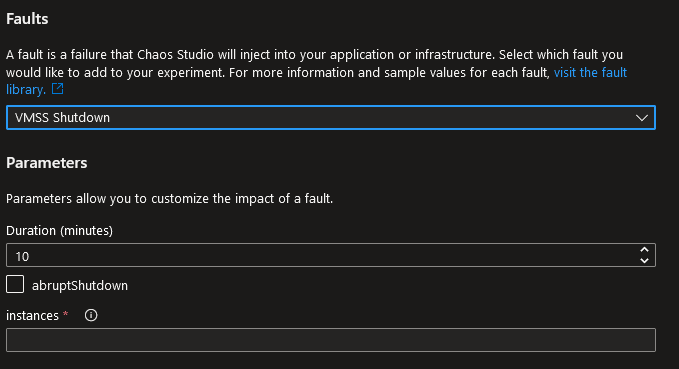 Faults
A fault is a failure that Chaos Studio will inject into your application or infrastructure. Select which fault you
would like to add to your experiment. For more information and sample values for each fault, visit the fault
library.
VMSS Shutdown
Parameters
Parameters allow you to customize the impact of a fault.
Duration (minutes)
10
abruptShutdown
instances *